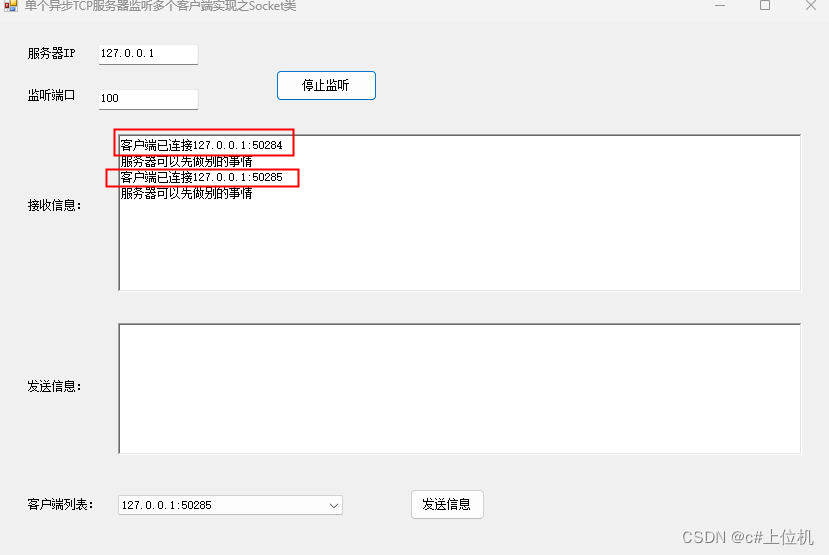 单个异步TCP服务器监听多个客户端实现之Socket类
服务器IP 127.0.0.1
停止监听
监听端口 100
客户端已连接127.0.0.1:50284
服务器可以先做别的事情
客户端已连接127.0.0.1:50285
服务器可以先做别的事情
接收信息：
发送信息：
客户端列表： 127.0.0.1:50285 发送信息
CSDN @c#上位机